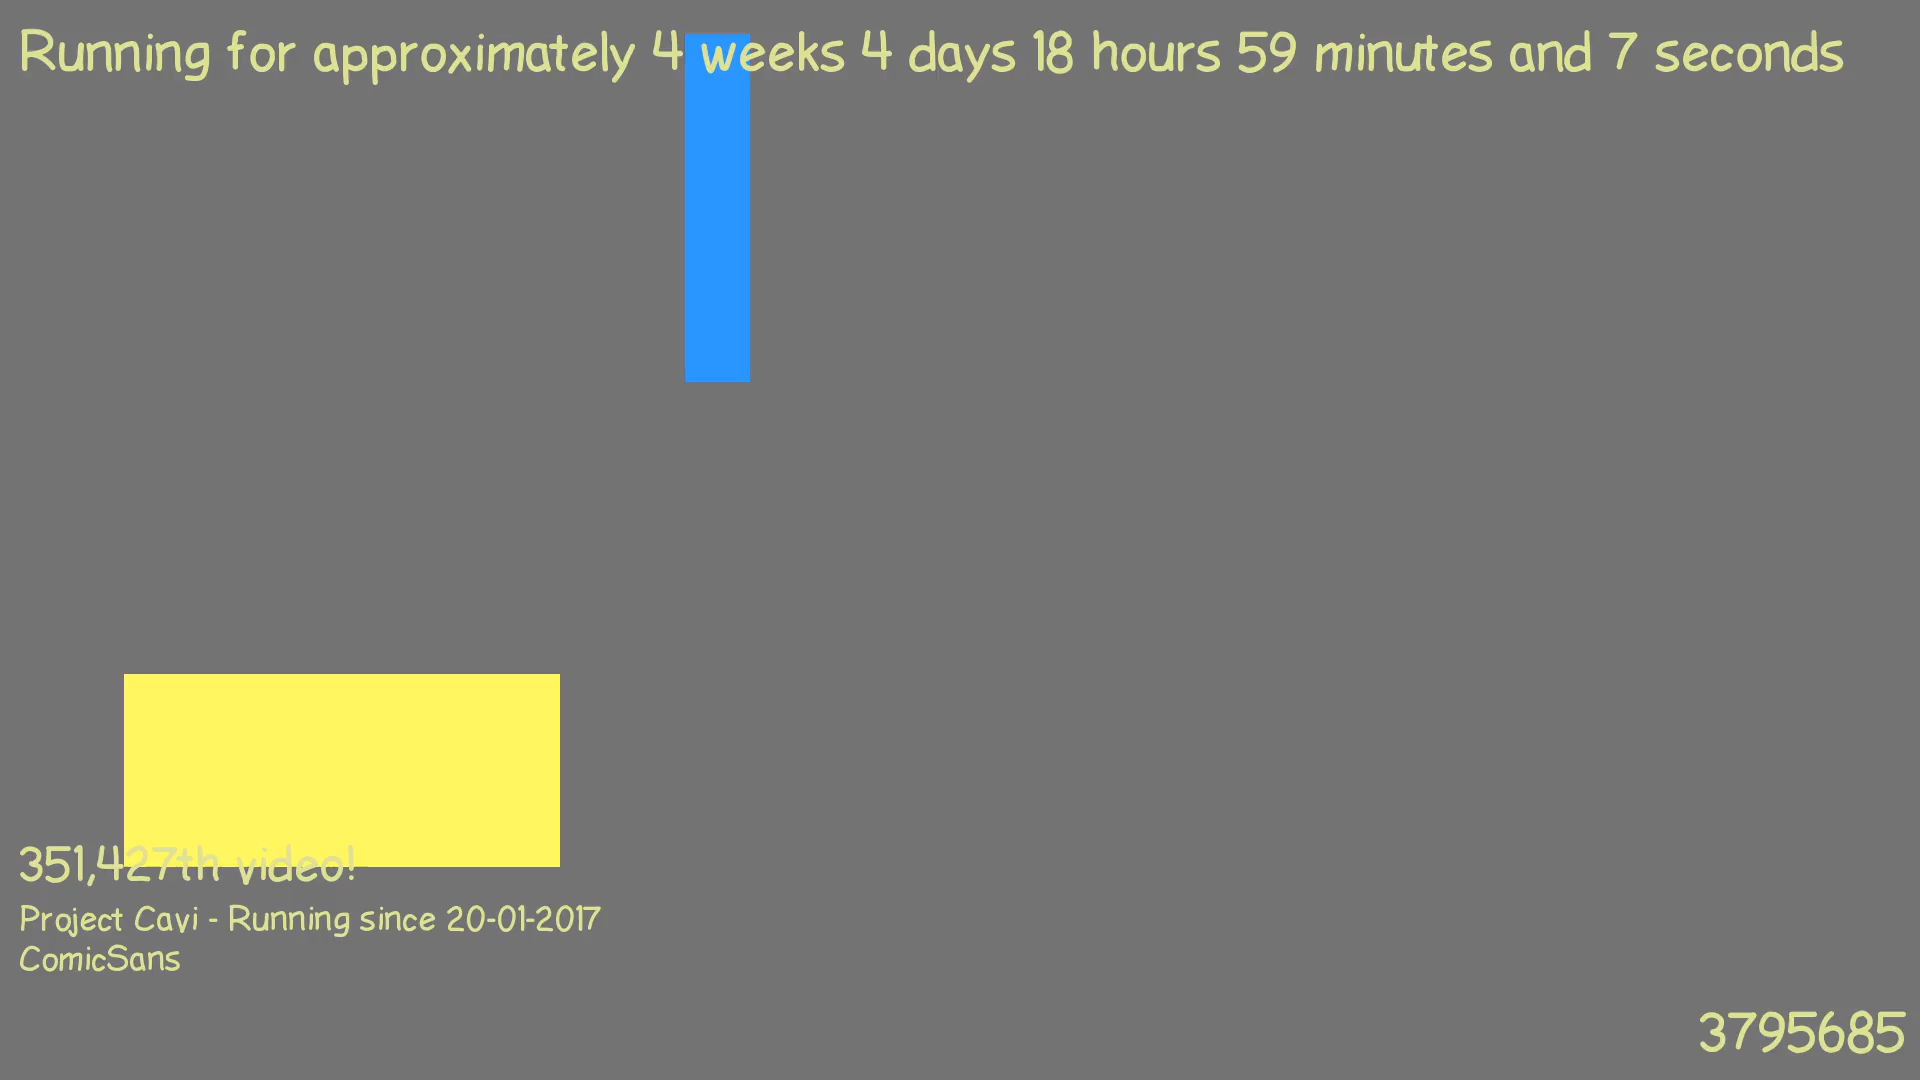 Running for approximately 4 weeks 4 days 18 hours 59 minutes and 7 seconds
351,427th video!
Project Cavi - Running since 20-01-2017
ComicSans
3795685